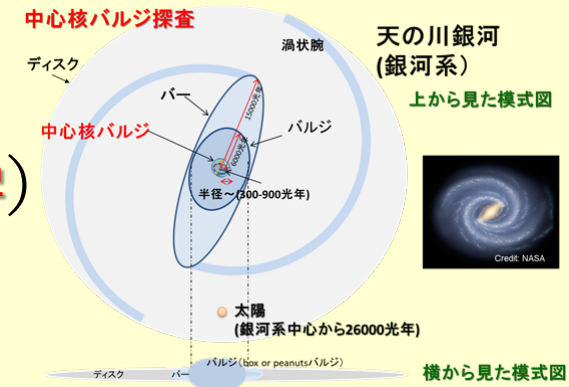 中心核バルジ探査
渦状腕
天の川銀河
(銀河系）
ディスク
上から見た模式図
バー
15000光年
中心核バルジ
バルジ
6000光年
)
半径～(300-900光年)
Credit: NASA
太陽
(銀河系中心から26000光年)
バルジ(box or peanutsバルジ)
ディスク
バー
横から見た模式図